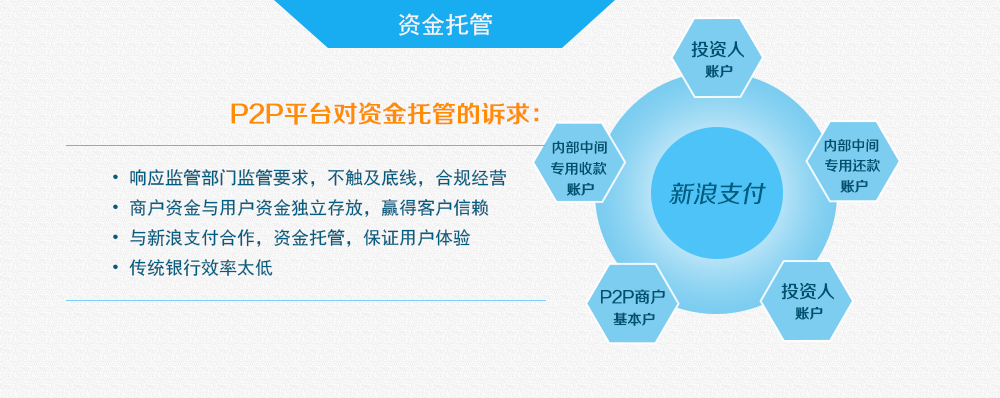 资金托管
P2P平台对资金托管的诉求：
• 响应监管部门监管要求，不触及底线，合规经营
• 商户资金与用户资金独立存放，赢得客户信赖
• 与新浪支付合作，资金托管，保证用户体验
• 传统银行效率太低
投资人
账户
内部中间
专用收款
账户
内部中间
专用还款
账户
新浪支付
P2P商户
基本户
投资人
账户